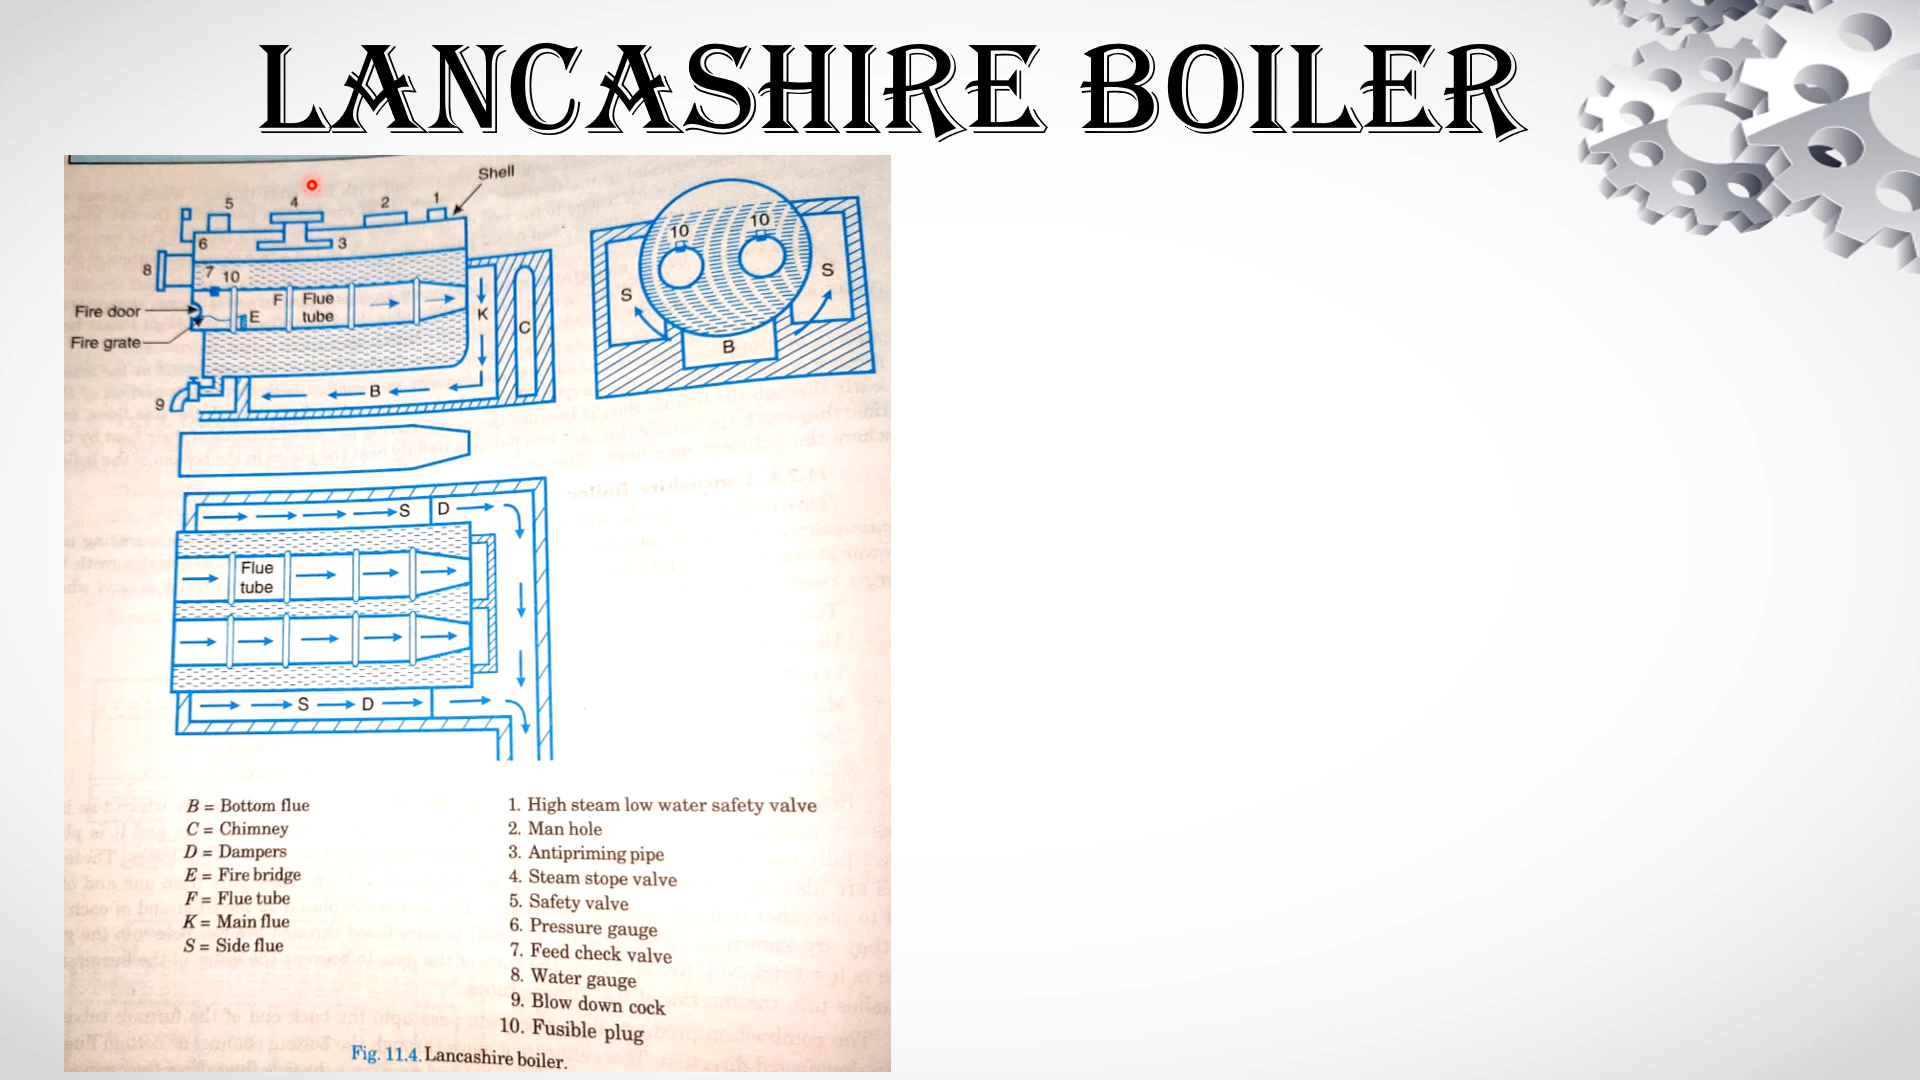 LANCASHIRE BOILER
Shell
5
4
2
1
6
3
8
7
10
F
Flue
tube
Fire door
E
K
C
Fire grate
B
9
10
10
S
S
B
S
D
Flue
tube
S
D
B = Bottom flue
C = Chimney
D = Dampers
E = Fire bridge
F = Flue tube
K = Main flue
S = Side flue
1. High steam low water safety valve
2. Man hole
3. Antipriming pipe
4. Steam stope valve
5. Safety valve
6. Pressure gauge
7. Feed check valve
8. Water gauge
9. Blow down cock
10. Fusible plug
Fig. 11.4. Lancashire boiler.